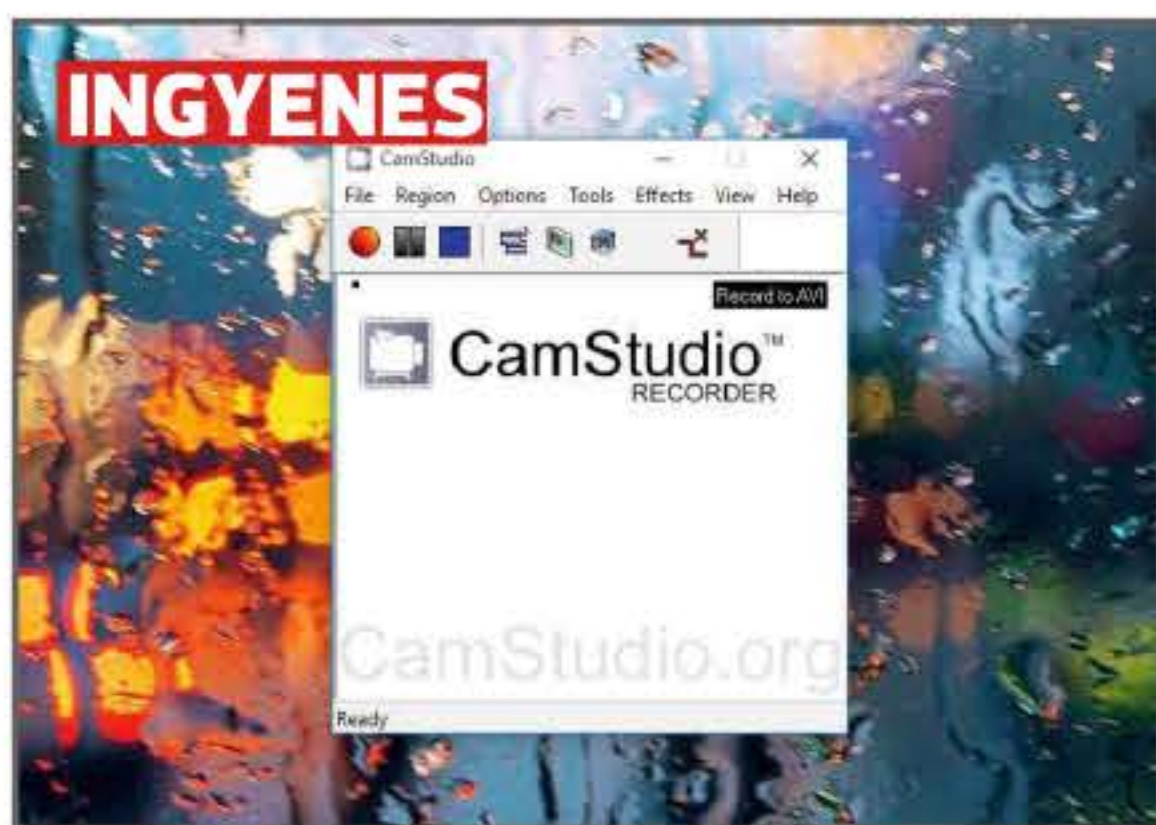 INGYENES
CamStudio
File Region Options Tools Effects View Help
Record to AVI
CamStudio™
RECORDER
CamStudio.org
Ready